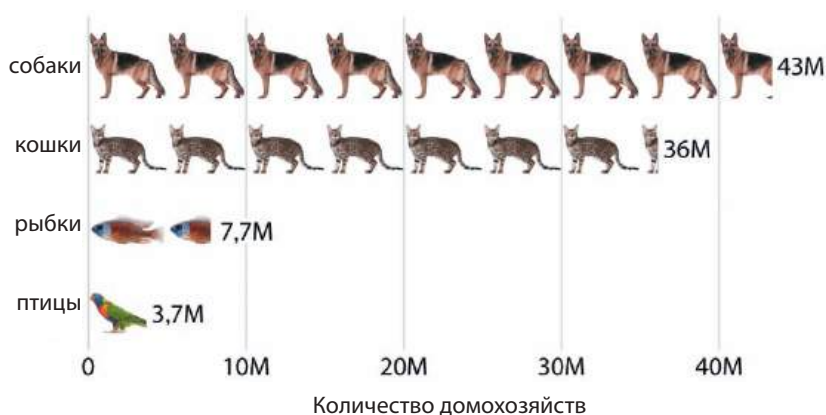 собаки 43M
кошки 36M
рыбки 7,7M
птицы 3,7M
0 10M 20M 30M 40M
Количество домохозяйств